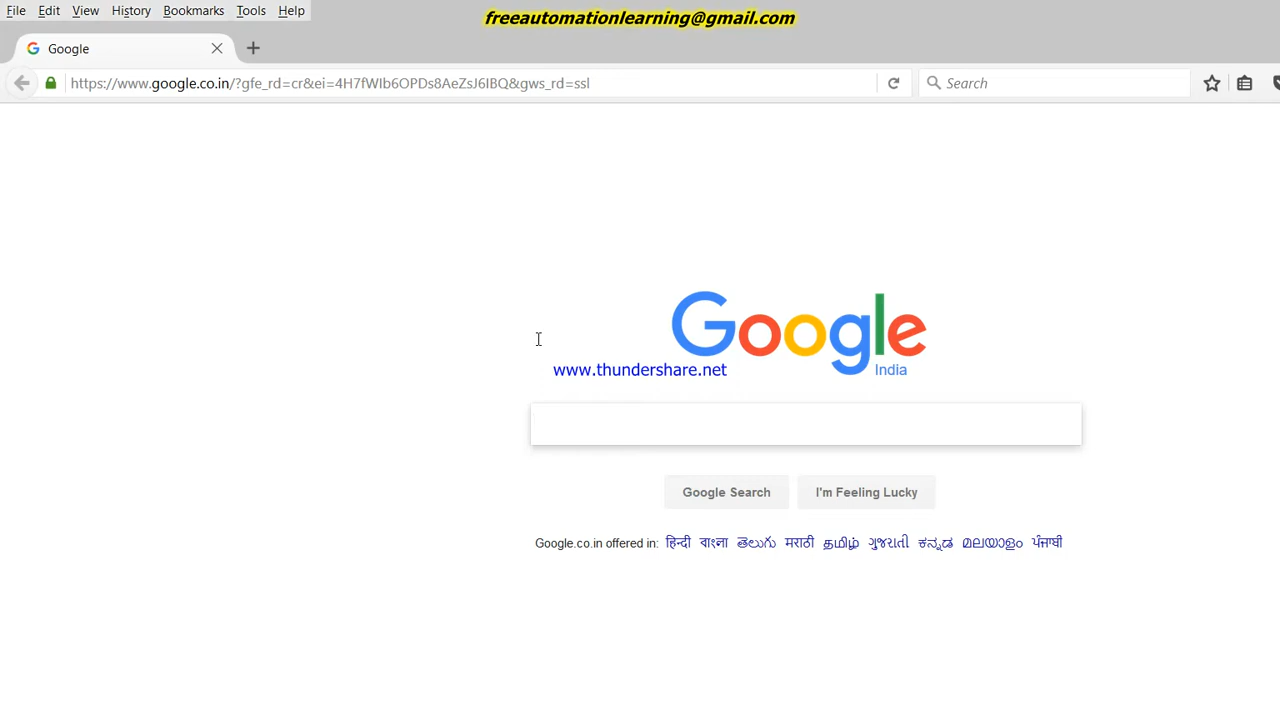 File Edit View History Bookmarks Tools Help
freeautomationlearning@gmail.com
Google
https://www.google.co.in/?gfe_rd=cr&ei=4H7fWIb6OPDs8AeZsJ6IBQ&gws_rd=ssl
Search
Google
India
www.thundershare.net
Google Search I'm Feeling Lucky
Google.co.in offered in: हिन्दी বাংলা తెలుగు मराठी தமிழ் ગુજરાતી ಕನ್ನಡ മലയാളം ਪੰਜਾਬੀ